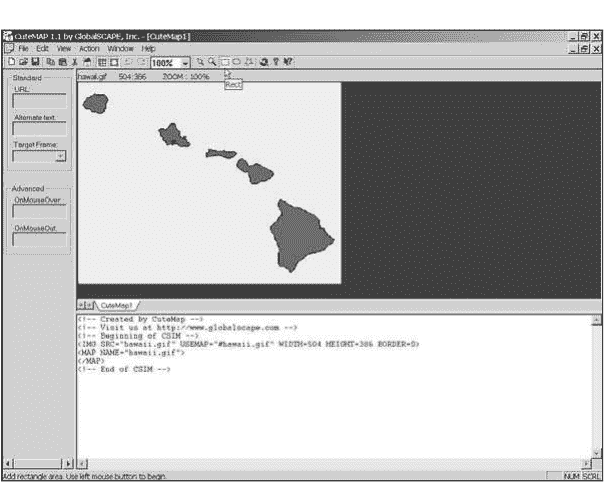 CuteMAP 1.1 by GlobalSCAPE, Inc. - [CuteMap1]
File Edit View Action Window Help
100%
Standard
hawaii.gif 504:386 ZOOM : 100%
Rect
URL:
Alternate text:
Target Frame:
Advanced
OnMouseOver
OnMouseOut
CuteMap1
<!-- Created by CuteMap -->
<!-- Visit us at http://www.globalscape.com -->
<!-- Beginning of CSIM -->
<IMG SRC="hawaii.gif" USEMAP="#hawaii.gif" WIDTH=504 HEIGHT=386 BORDER=0>
<MAP NAME="hawaii.gif">
</MAP>
<!-- End of CSIM -->
Add rectangle area. Use left mouse button to begin. NUM SCRL